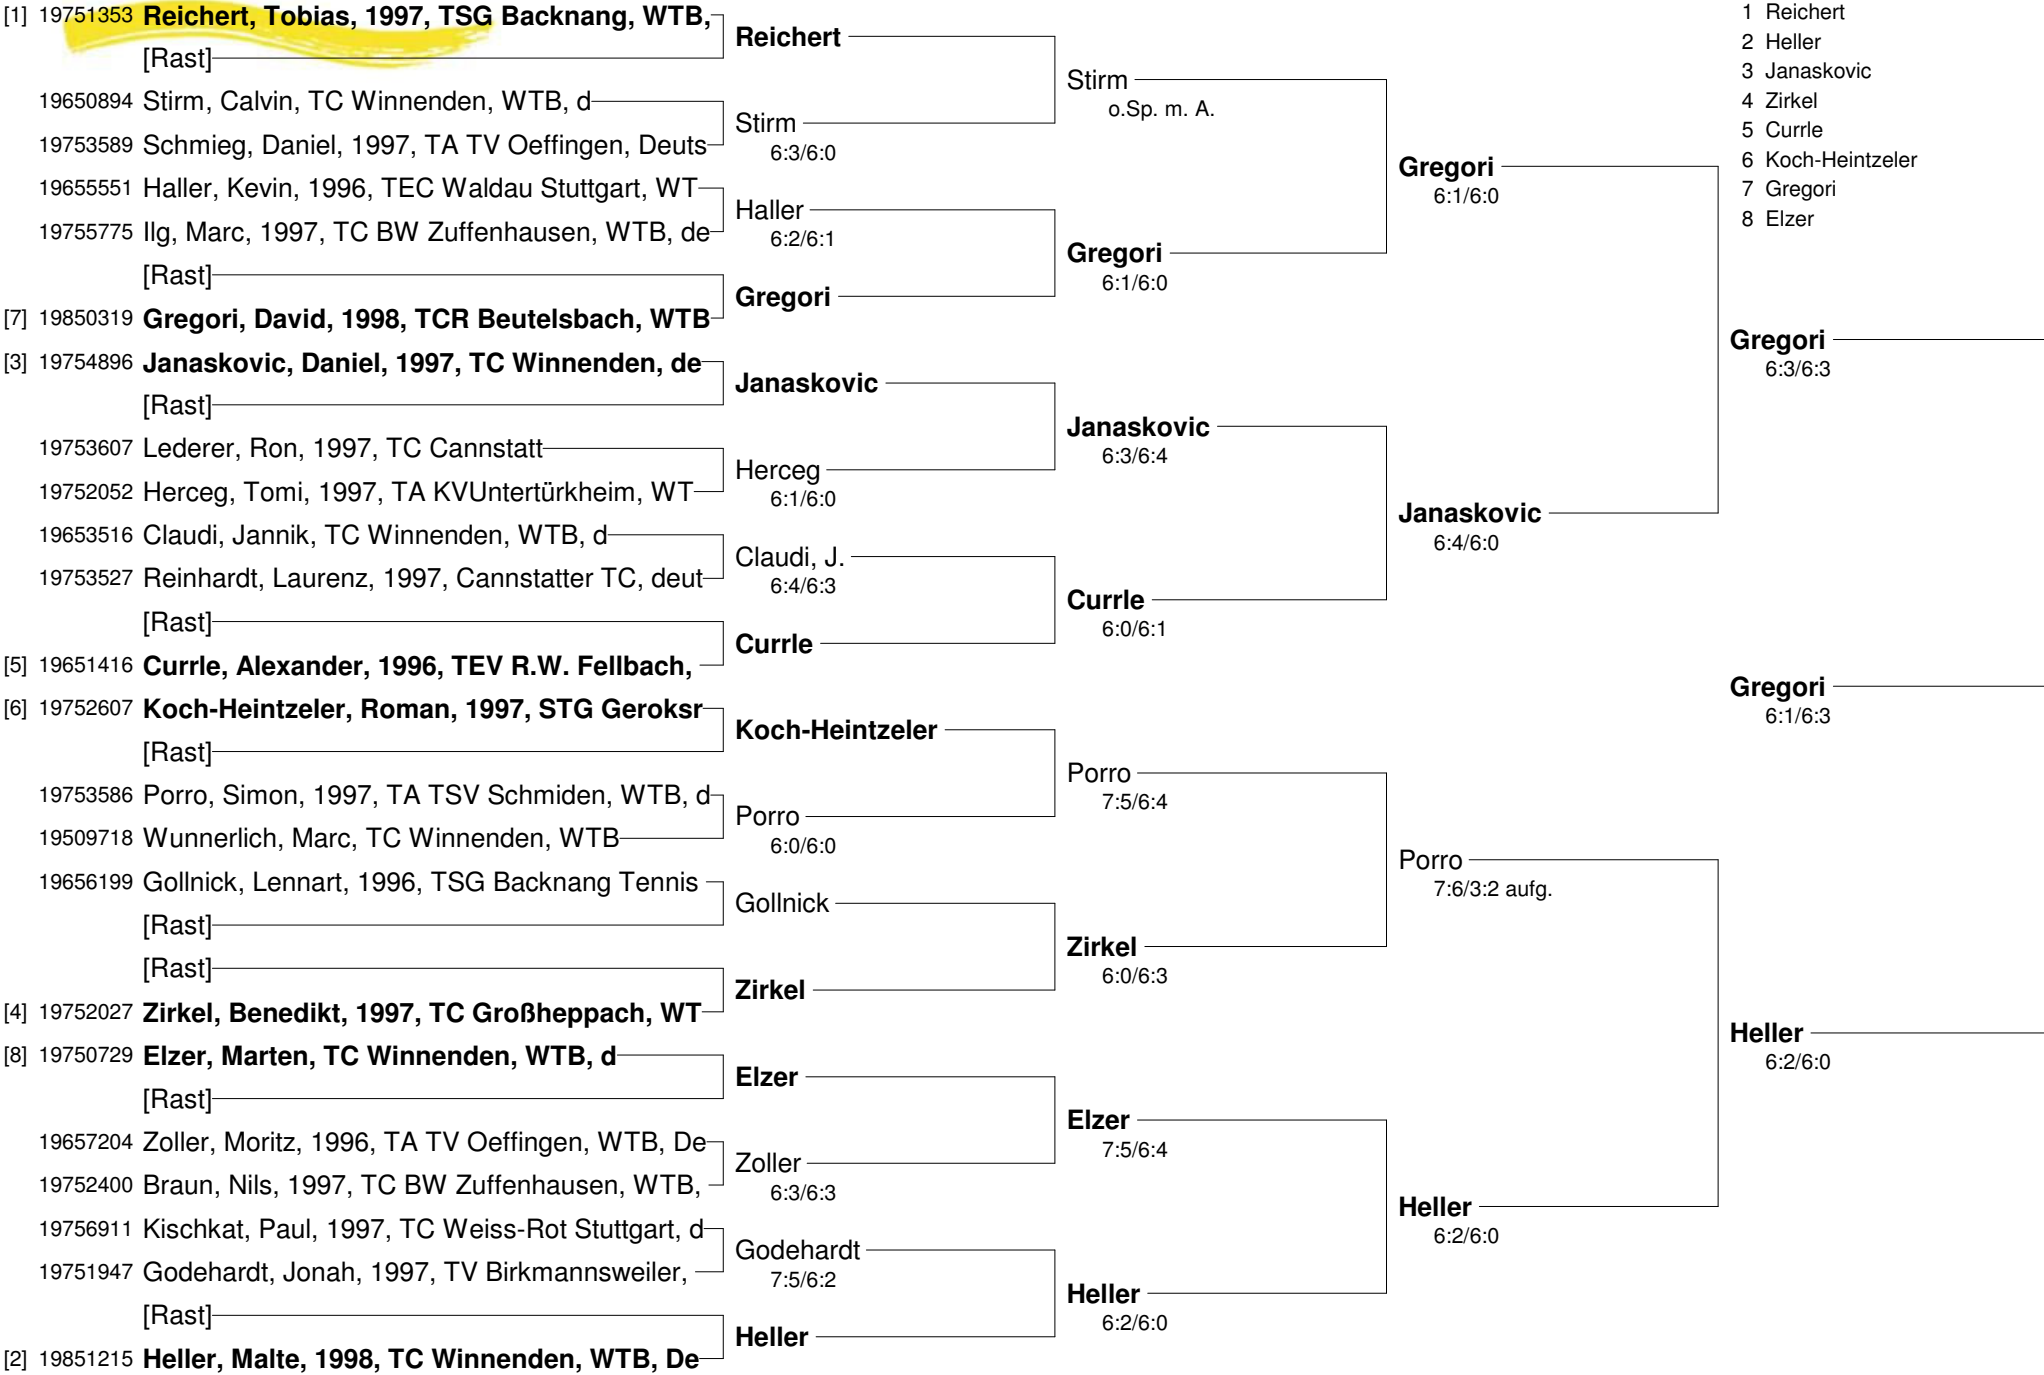 [1] 19751353 Reichert, Tobias, 1997, TSG Backnang, WTB,
[Rast]
19650894 Stirm, Calvin, TC Winnenden, WTB, d
19753589 Schmieg, Daniel, 1997, TA TV Oeffingen, Deuts
19655551 Haller, Kevin, 1996, TEC Waldau Stuttgart, WT
19755775 Ilg, Marc, 1997, TC BW Zuffenhausen, WTB, de
[Rast]
[7] 19850319 Gregori, David, 1998, TCR Beutelsbach, WTB
[3] 19754896 Janaskovic, Daniel, 1997, TC Winnenden, de
[Rast]
19753607 Lederer, Ron, 1997, TC Cannstatt
19752052 Herceg, Tomi, 1997, TA KVUntertürkheim, WT
19653516 Claudi, Jannik, TC Winnenden, WTB, d
19753527 Reinhardt, Laurenz, 1997, Cannstatter TC, deut
[Rast]
[5] 19651416 Currle, Alexander, 1996, TEV R.W. Fellbach,
[6] 19752607 Koch-Heintzeler, Roman, 1997, STG Geroksr
[Rast]
19753586 Porro, Simon, 1997, TA TSV Schmiden, WTB, d
19509718 Wunnerlich, Marc, TC Winnenden, WTB
19656199 Gollnick, Lennart, 1996, TSG Backnang Tennis
[Rast]
[Rast]
[4] 19752027 Zirkel, Benedikt, 1997, TC Großheppach, WT
[8] 19750729 Elzer, Marten, TC Winnenden, WTB, d
[Rast]
19657204 Zoller, Moritz, 1996, TA TV Oeffingen, WTB, De
19752400 Braun, Nils, 1997, TC BW Zuffenhausen, WTB,
19756911 Kischkat, Paul, 1997, TC Weiss-Rot Stuttgart, d
19751947 Godehardt, Jonah, 1997, TV Birkmannsweiler,
[Rast]
[2] 19851215 Heller, Malte, 1998, TC Winnenden, WTB, De
Reichert
Stirm
6:3/6:0
Haller
6:2/6:1
Gregori
Janaskovic
Herceg
6:1/6:0
Claudi, J.
6:4/6:3
Currle
Koch-Heintzeler
Porro
6:0/6:0
Gollnick
Zirkel
Elzer
Zoller
6:3/6:3
Godehardt
7:5/6:2
Heller
Stirm
o.Sp. m. A.
Gregori
6:1/6:0
Janaskovic
6:3/6:4
Currle
6:0/6:1
Porro
7:5/6:4
Zirkel
6:0/6:3
Elzer
7:5/6:4
Heller
6:2/6:0
Gregori
6:1/6:0
Janaskovic
6:4/6:0
Porro
7:6/3:2 aufg.
Heller
6:2/6:0
1 Reichert
2 Heller
3 Janaskovic
4 Zirkel
5 Currle
6 Koch-Heintzeler
7 Gregori
8 Elzer
Gregori
6:3/6:3
Gregori
6:1/6:3
Heller
6:2/6:0